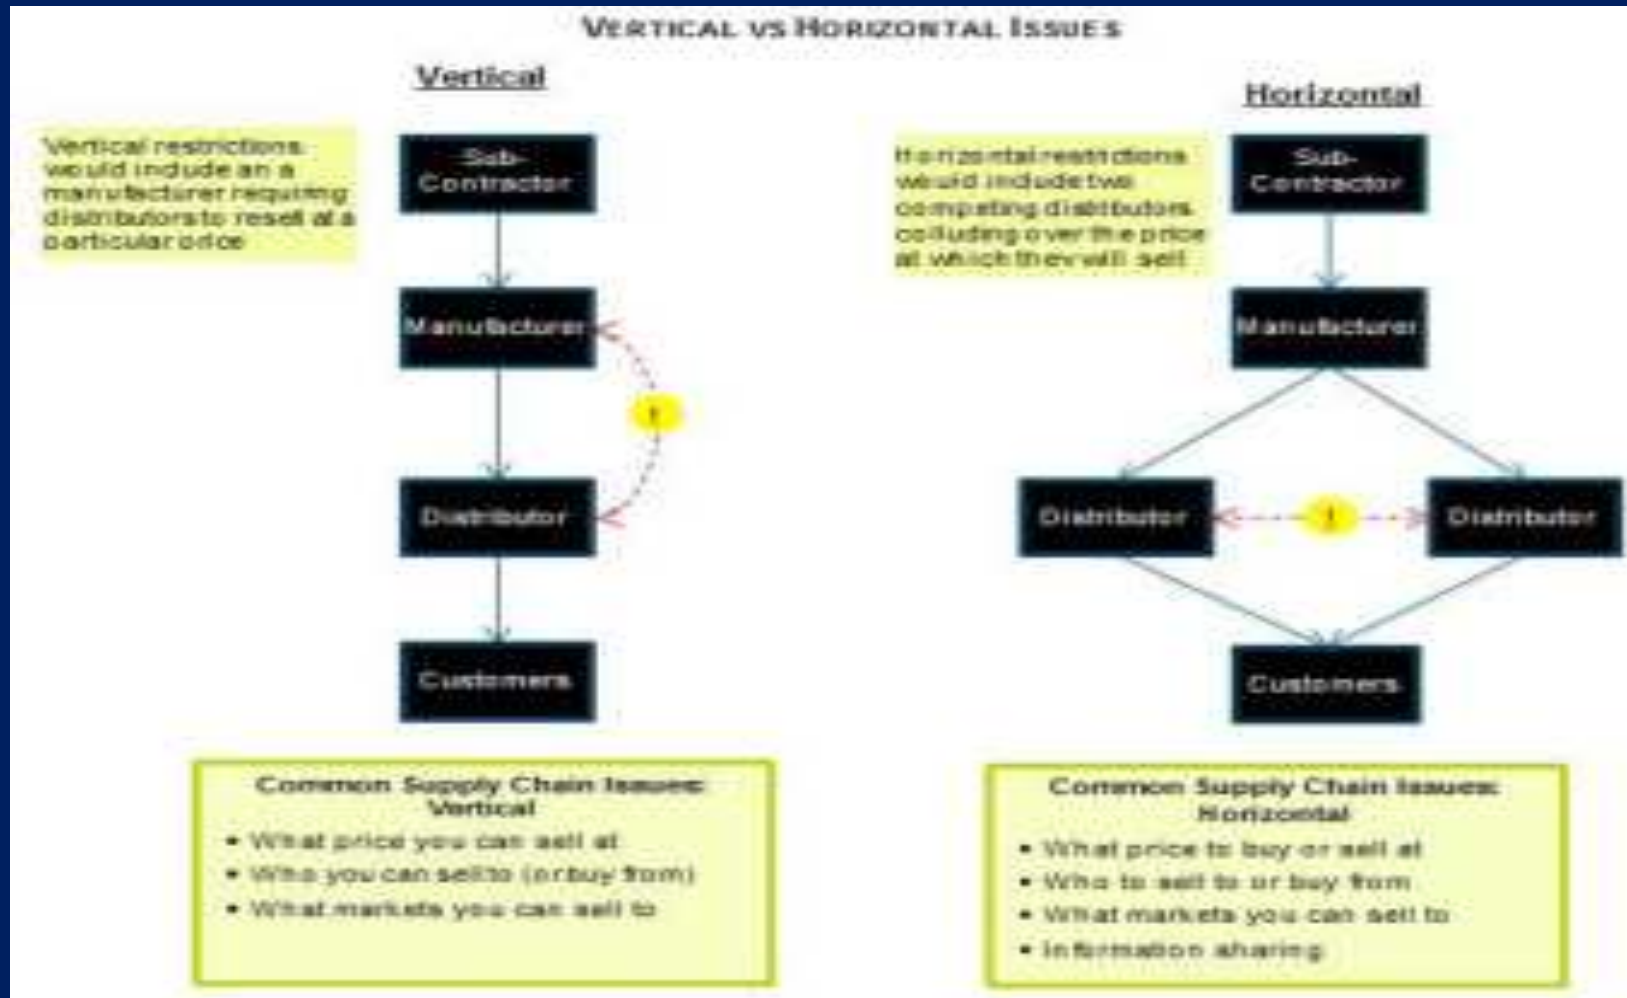 VERTICAL VS HORIZONTAL ISSUES
Vertical
Vertical restrictions
would include an a
manufacturer requiring
distributors to resell at a
particular price
Sub-
Contractor
Manufacturer
!
Distributor
Customers
Common Supply Chain Issues:
Vertical
• What price you can sell at
• Who you can sell to (or buy from)
• What markets you can sell to
Horizontal
Horizontal restrictions
would include two
competing distributors
colluding over the price
at which they will sell
Sub-
Contractor
Manufacturer
Distributor
!
Distributor
Customers
Common Supply Chain Issues:
Horizontal
• What price to buy or sell at
• Who to sell to or buy from
• What markets you can sell to
• Information sharing